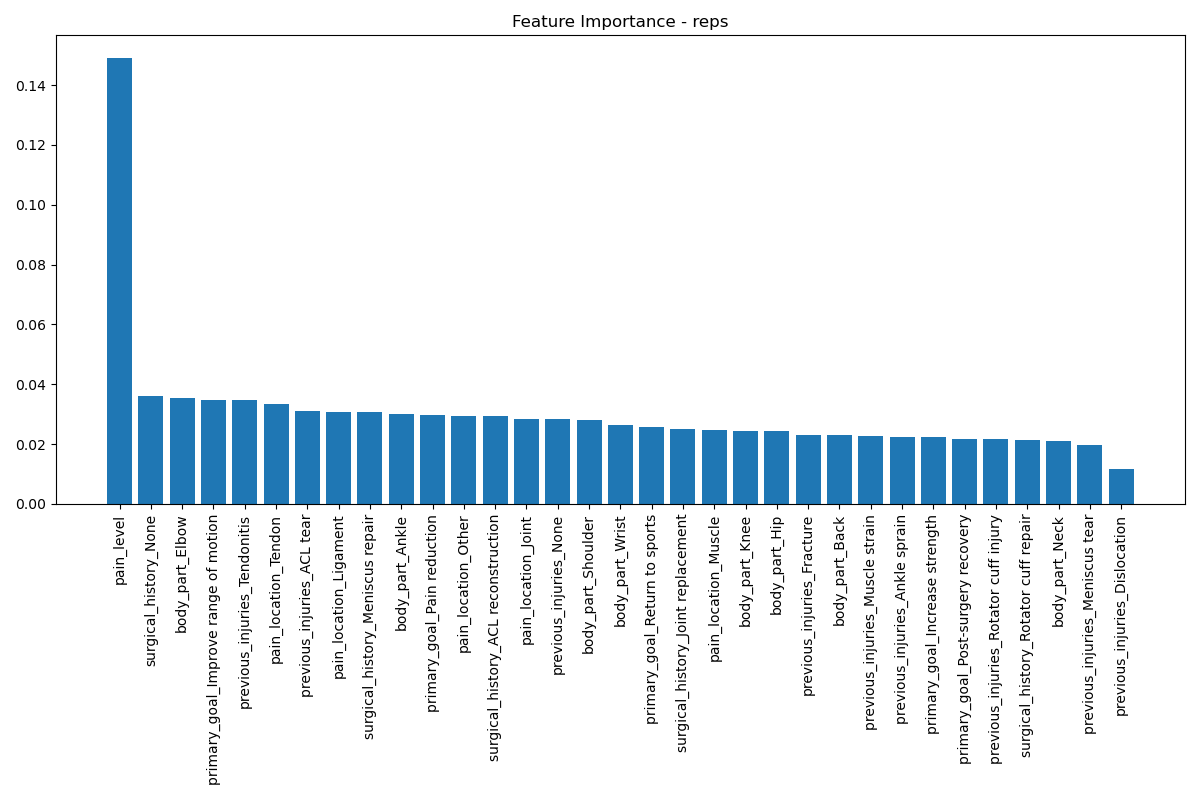 Feature Importance - reps
0.14
0.12
0.10
0.08
0.06
0.04
0.02
0.00
pain_level
surgical_history_None
body_part_Elbow
primary_goal_Improve range of motion
previous_injuries_Tendonitis
pain_location_Tendon
previous_injuries_ACL tear
pain_location_Ligament
surgical_history_Meniscus repair
body_part_Ankle
primary_goal_Pain reduction
pain_location_Other
surgical_history_ACL reconstruction
pain_location_Joint
previous_injuries_None
body_part_Shoulder
body_part_Wrist
primary_goal_Return to sports
surgical_history_Joint replacement
pain_location_Muscle
body_part_Knee
body_part_Hip
previous_injuries_Fracture
body_part_Back
previous_injuries_Muscle strain
previous_injuries_Ankle sprain
primary_goal_Increase strength
primary_goal_Post-surgery recovery
previous_injuries_Rotator cuff injury
surgical_history_Rotator cuff repair
body_part_Neck
previous_injuries_Meniscus tear
previous_injuries_Dislocation